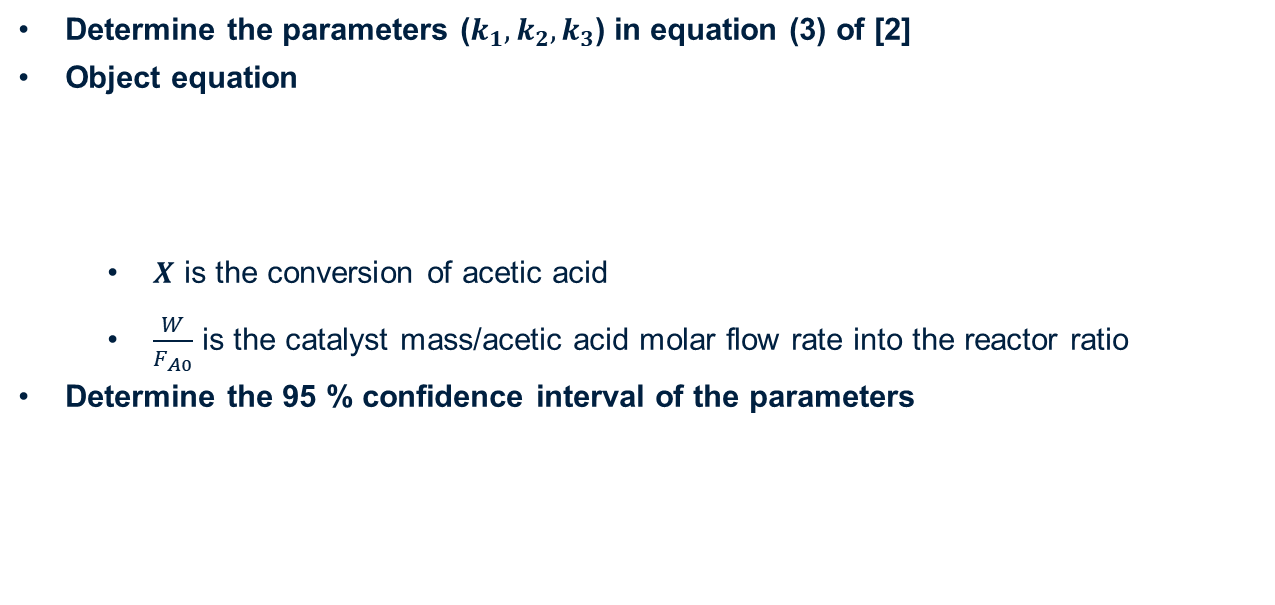 • Determine the parameters (k₁, k₂, k₃) in equation (3) of [2]
• Object equation
• X is the conversion of acetic acid
• W/F_A0 is the catalyst mass/acetic acid molar flow rate into the reactor ratio
• Determine the 95 % confidence interval of the parameters